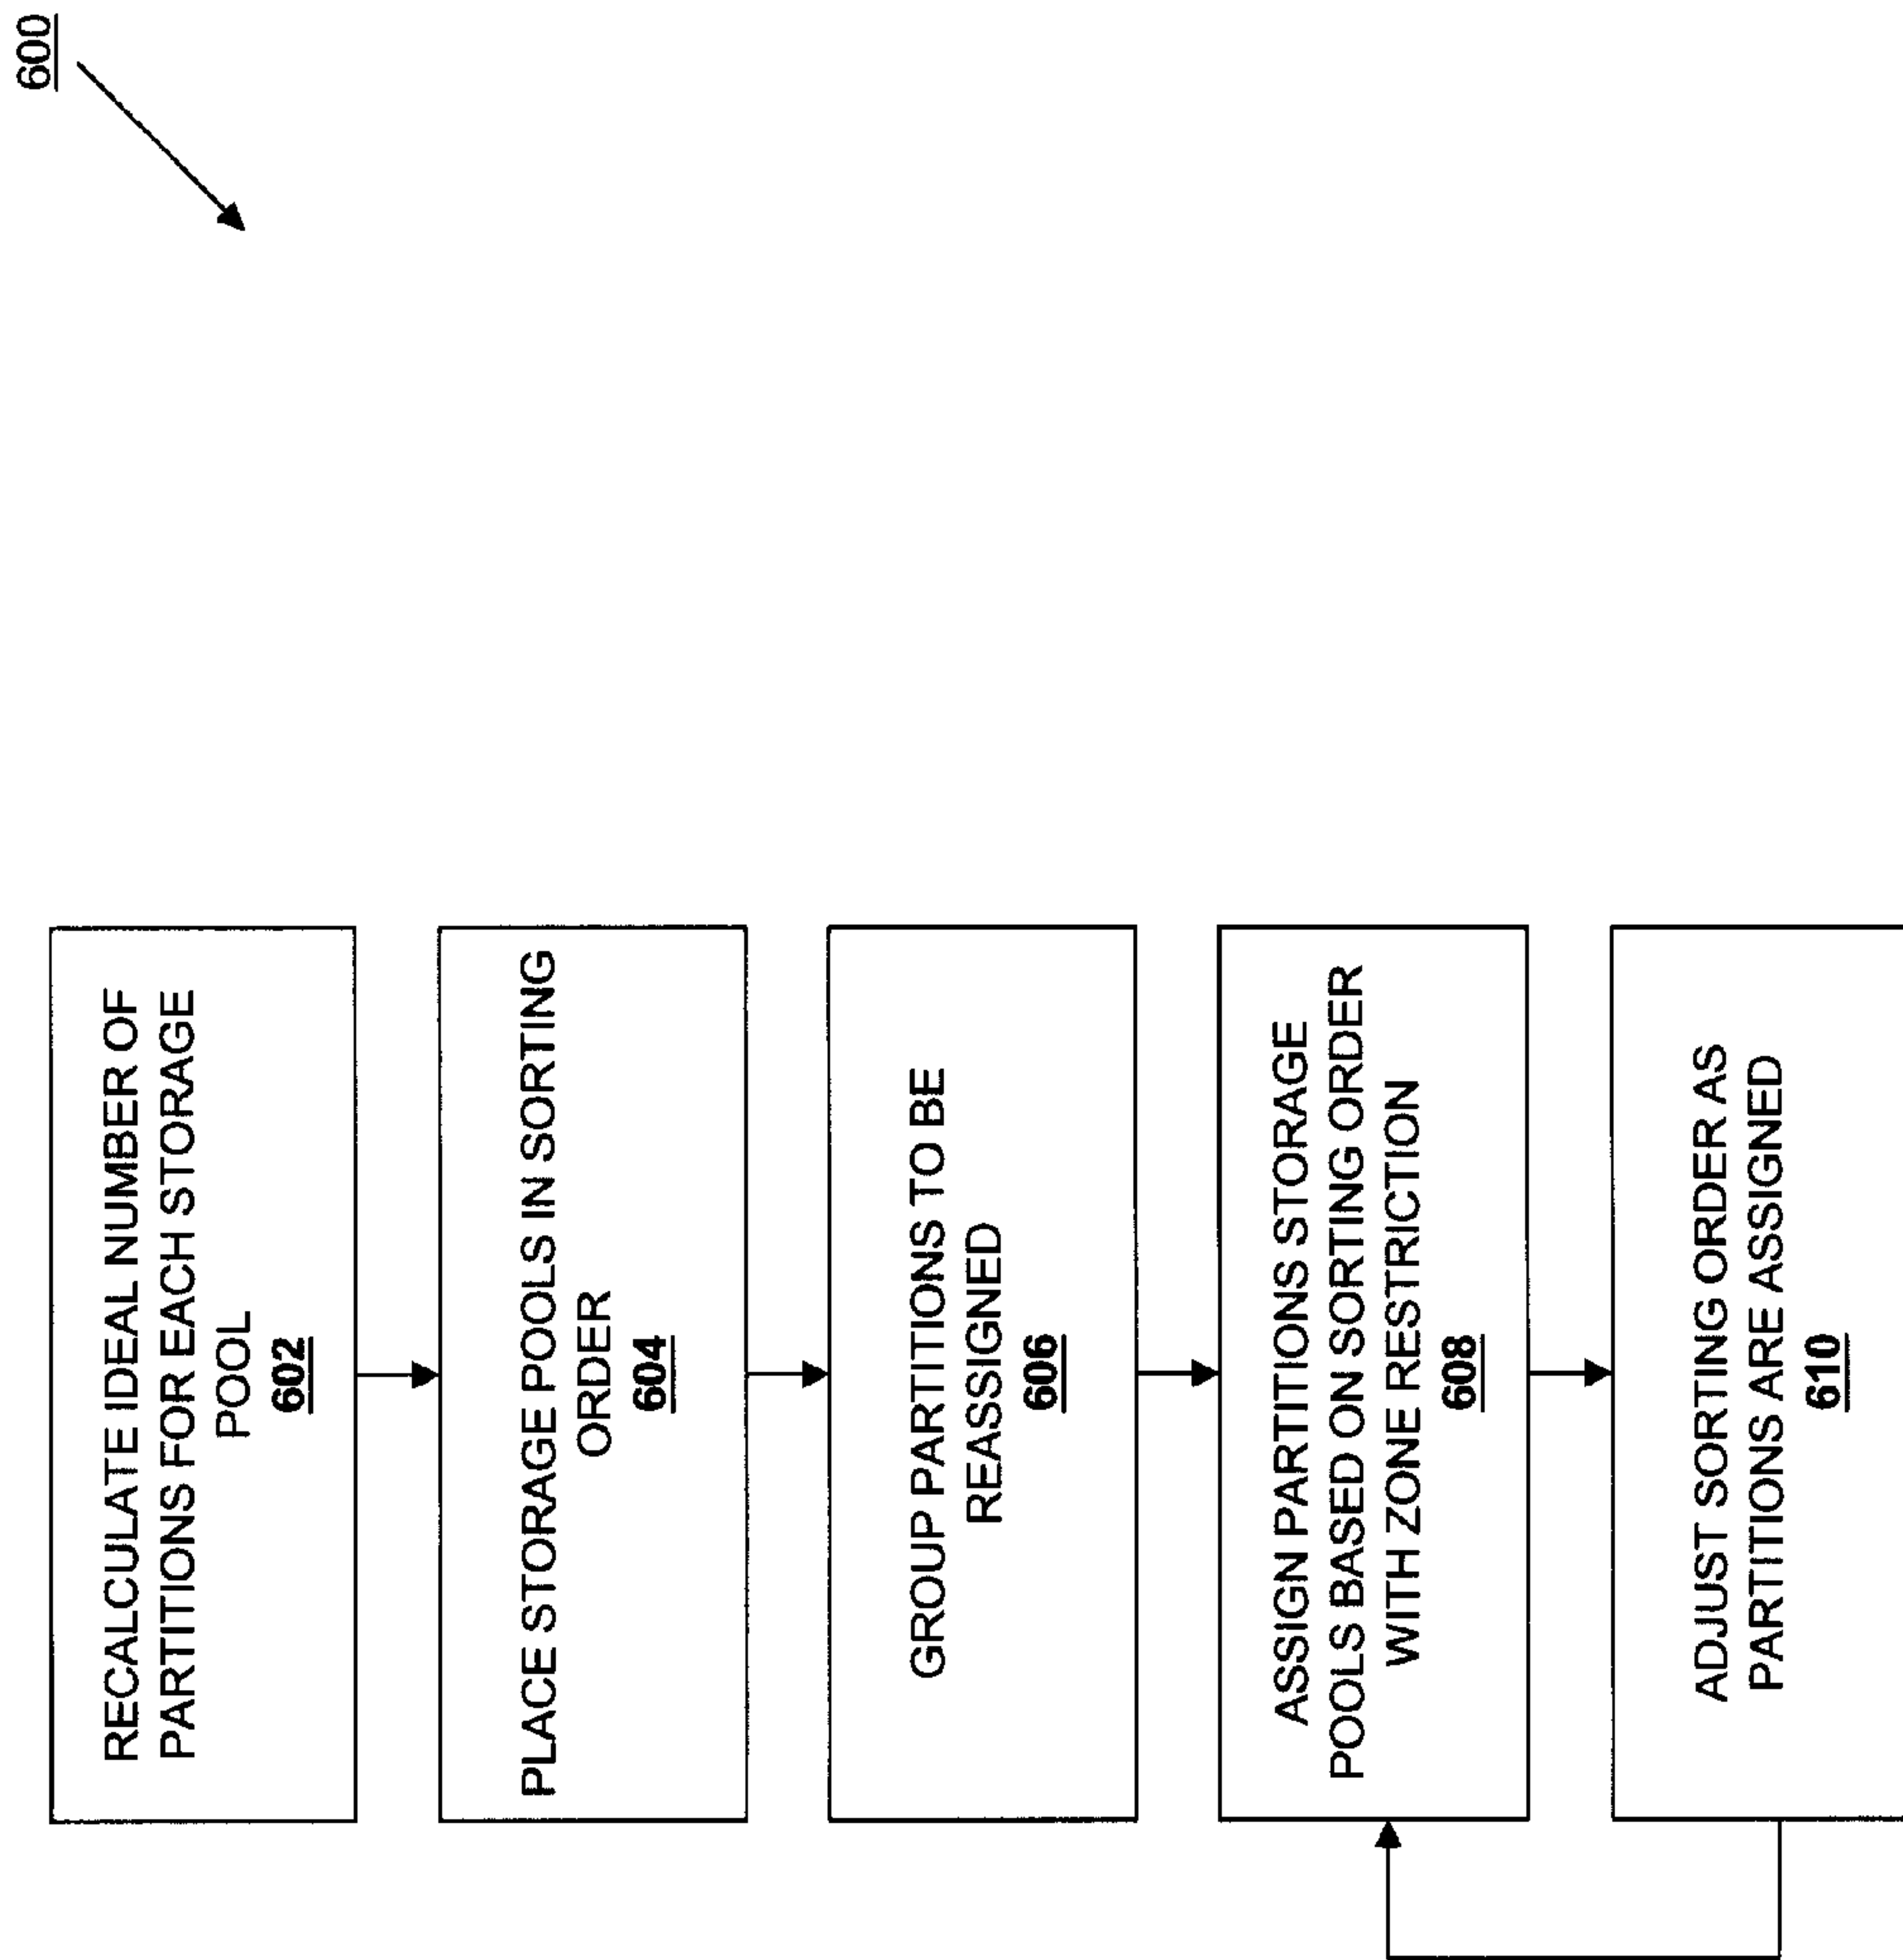 600
RECALCULATE IDEAL NUMBER OF
PARTITIONS FOR EACH STORAGE
POOL
602
PLACE STORAGE POOLS IN SORTING
ORDER
604
GROUP PARTITIONS TO BE
REASSIGNED
606
ASSIGN PARTITIONS STORAGE
POOLS BASED ON SORTING ORDER
WITH ZONE RESTRICTION
608
ADJUST SORTING ORDER AS
PARTITIONS ARE ASSIGNED
610